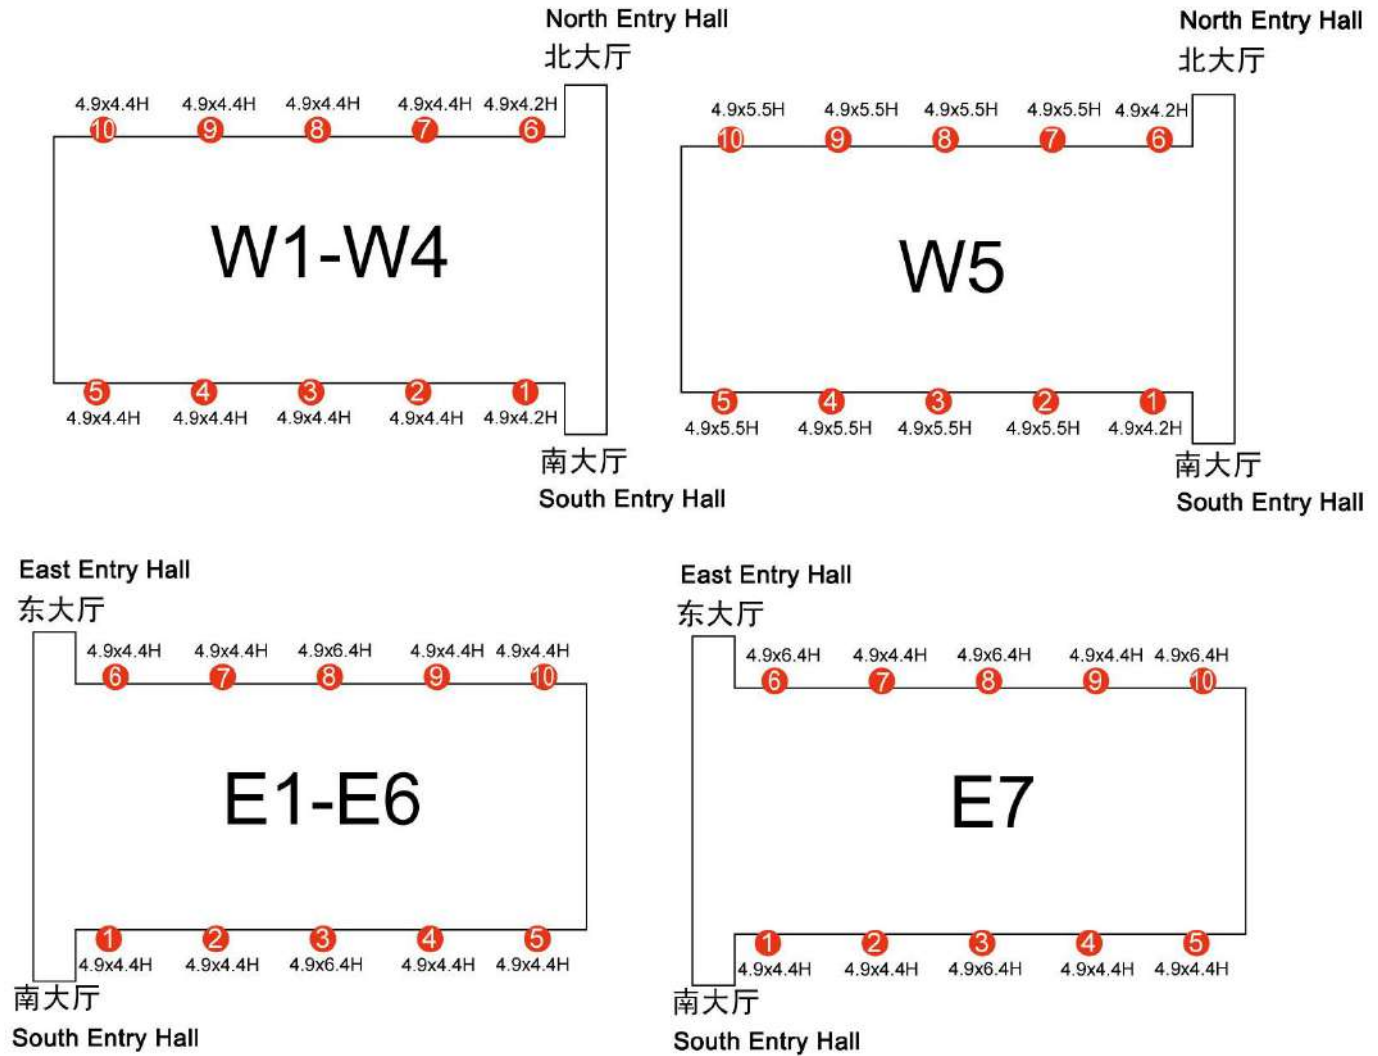 North Entry Hall
北大厅
4.9x4.4H 4.9x4.4H 4.9x4.4H 4.9x4.4H 4.9x4.2H
10 9 8 7 6
W1-W4
5 4 3 2 1
4.9x4.4H 4.9x4.4H 4.9x4.4H 4.9x4.4H 4.9x4.2H
南大厅
South Entry Hall
North Entry Hall
北大厅
4.9x5.5H 4.9x5.5H 4.9x5.5H 4.9x5.5H 4.9x4.2H
10 9 8 7 6
W5
5 4 3 2 1
4.9x5.5H 4.9x5.5H 4.9x5.5H 4.9x5.5H 4.9x4.2H
南大厅
South Entry Hall
East Entry Hall
东大厅
4.9x4.4H 4.9x4.4H 4.9x6.4H 4.9x4.4H 4.9x4.4H
6 7 8 9 10
E1-E6
1 2 3 4 5
4.9x4.4H 4.9x4.4H 4.9x6.4H 4.9x4.4H 4.9x4.4H
南大厅
South Entry Hall
East Entry Hall
东大厅
4.9x6.4H 4.9x4.4H 4.9x6.4H 4.9x4.4H 4.9x6.4H
6 7 8 9 10
E7
1 2 3 4 5
4.9x4.4H 4.9x4.4H 4.9x6.4H 4.9x4.4H 4.9x4.4H
南大厅
South Entry Hall